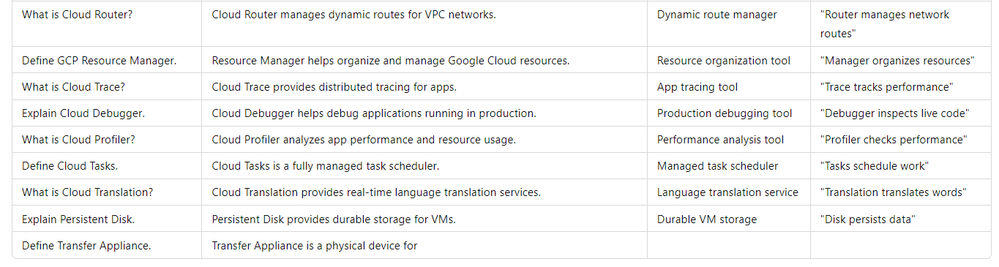 What is Cloud Router? Cloud Router manages dynamic routes for VPC networks. Dynamic route manager "Router manages network
routes"
Define GCP Resource Manager. Resource Manager helps organize and manage Google Cloud resources. Resource organization tool "Manager organizes resources"
What is Cloud Trace? Cloud Trace provides distributed tracing for apps. App tracing tool "Trace tracks performance"
Explain Cloud Debugger. Cloud Debugger helps debug applications running in production. Production debugging tool "Debugger inspects live code"
What is Cloud Profiler? Cloud Profiler analyzes app performance and resource usage. Performance analysis tool "Profiler checks performance"
Define Cloud Tasks. Cloud Tasks is a fully managed task scheduler. Managed task scheduler "Tasks schedule work"
What is Cloud Translation? Cloud Translation provides real-time language translation services. Language translation service "Translation translates words"
Explain Persistent Disk. Persistent Disk provides durable storage for VMs. Durable VM storage "Disk persists data"
Define Transfer Appliance. Transfer Appliance is a physical device for